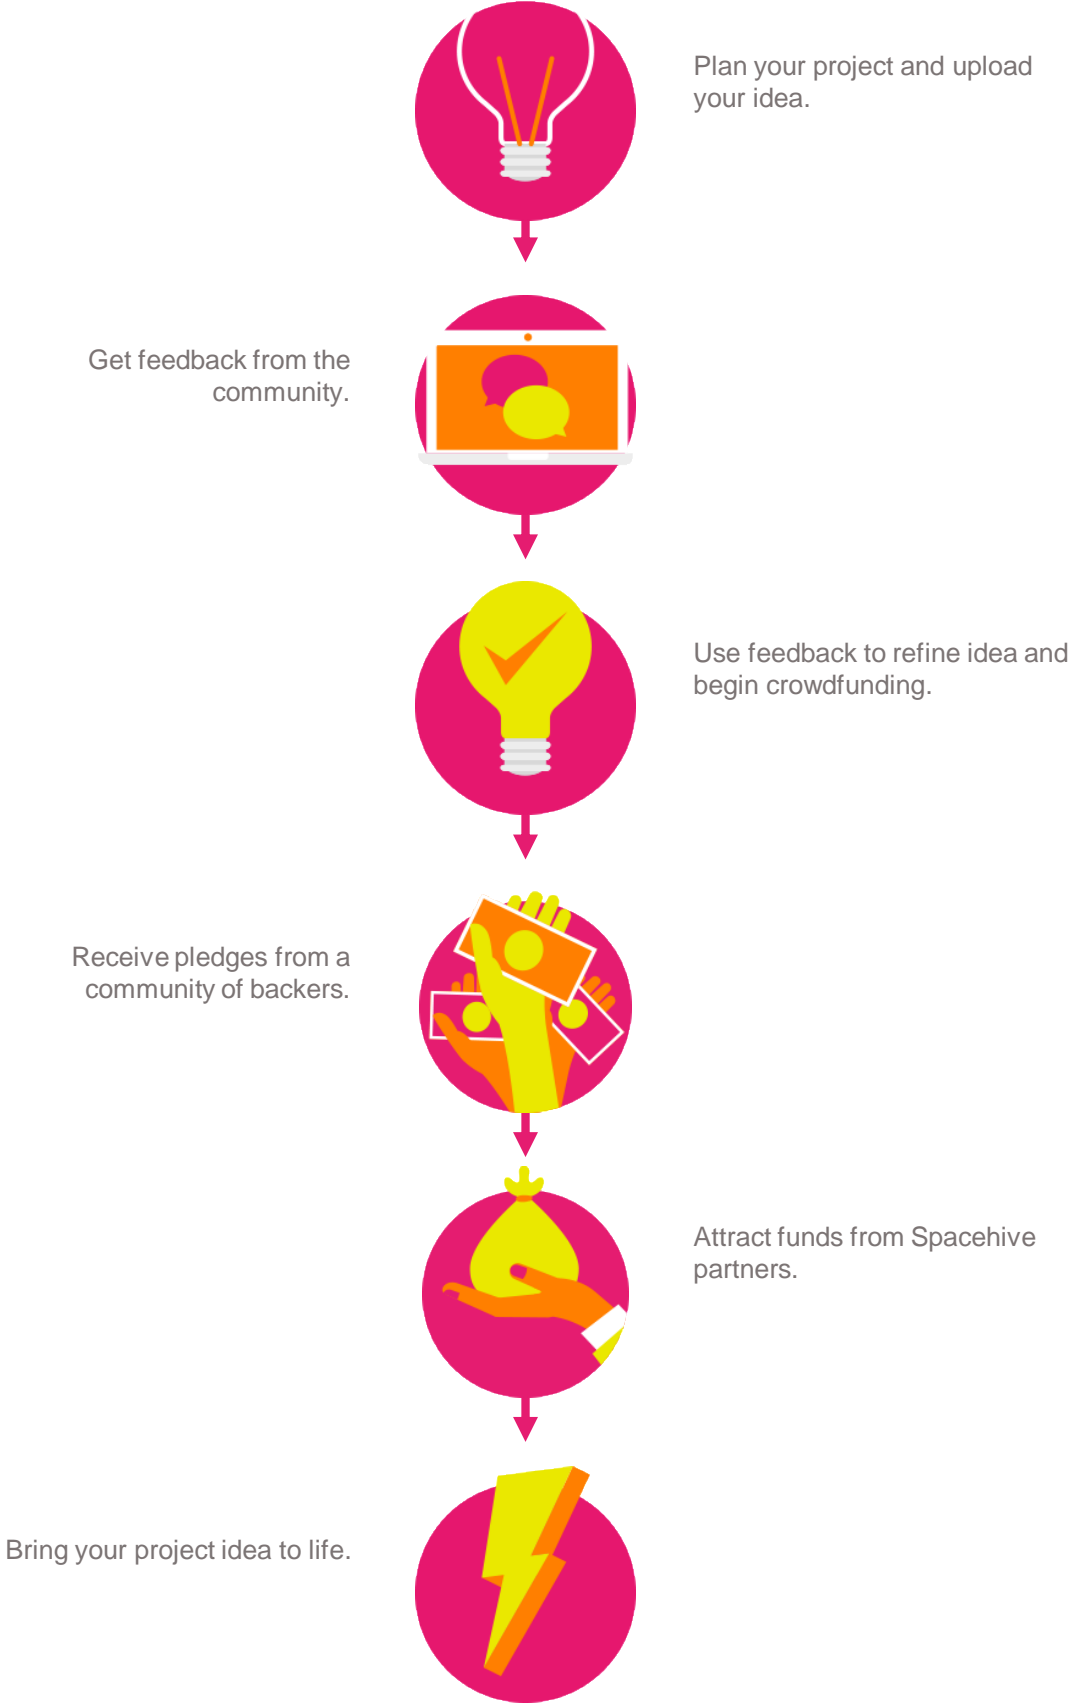 Plan your project and upload
your idea.
Get feedback from the
community.
Use feedback to refine idea and
begin crowdfunding.
Receive pledges from a
community of backers.
Attract funds from Spacehive
partners.
Bring your project idea to life.